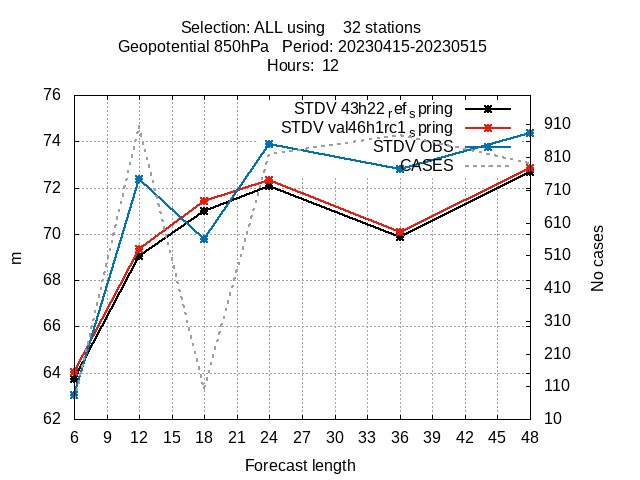 Selection: ALL using    32 stations
Geopotential 850hPa   Period: 20230415-20230515
Hours:  12
STDV 43h22_ref_spring
STDV val46h1rc1_spring
STDV OBS
CASES
76
74
72
70
68
66
64
62
m
910
810
710
610
510
410
310
210
110
10
No cases
6 9 12 15 18 21 24 27 30 33 36 39 42 45 48
Forecast length